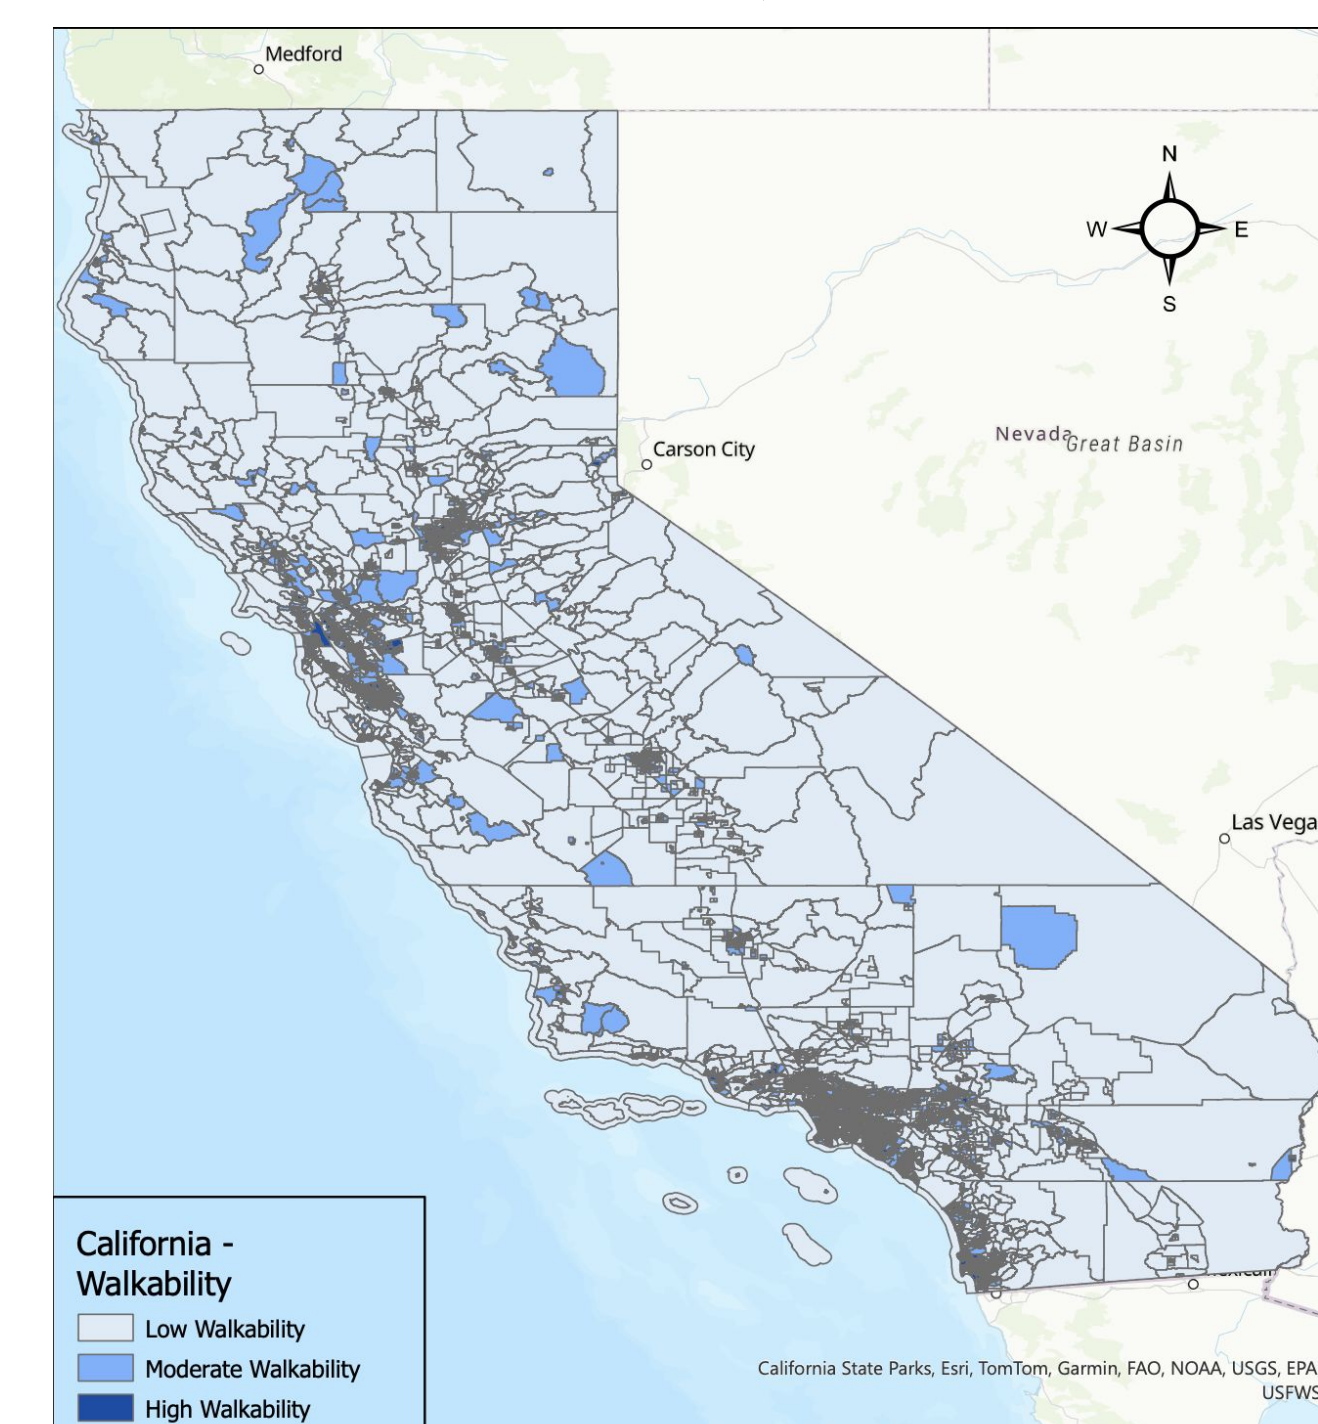 Medford
N
W
E
S
Carson City
Nevada
Great Basin
Las Vega
California -
Walkability
Low Walkability
Moderate Walkability
High Walkability
California State Parks, Esri, TomTom, Garmin, FAO, NOAA, USGS, EPA
USFWS